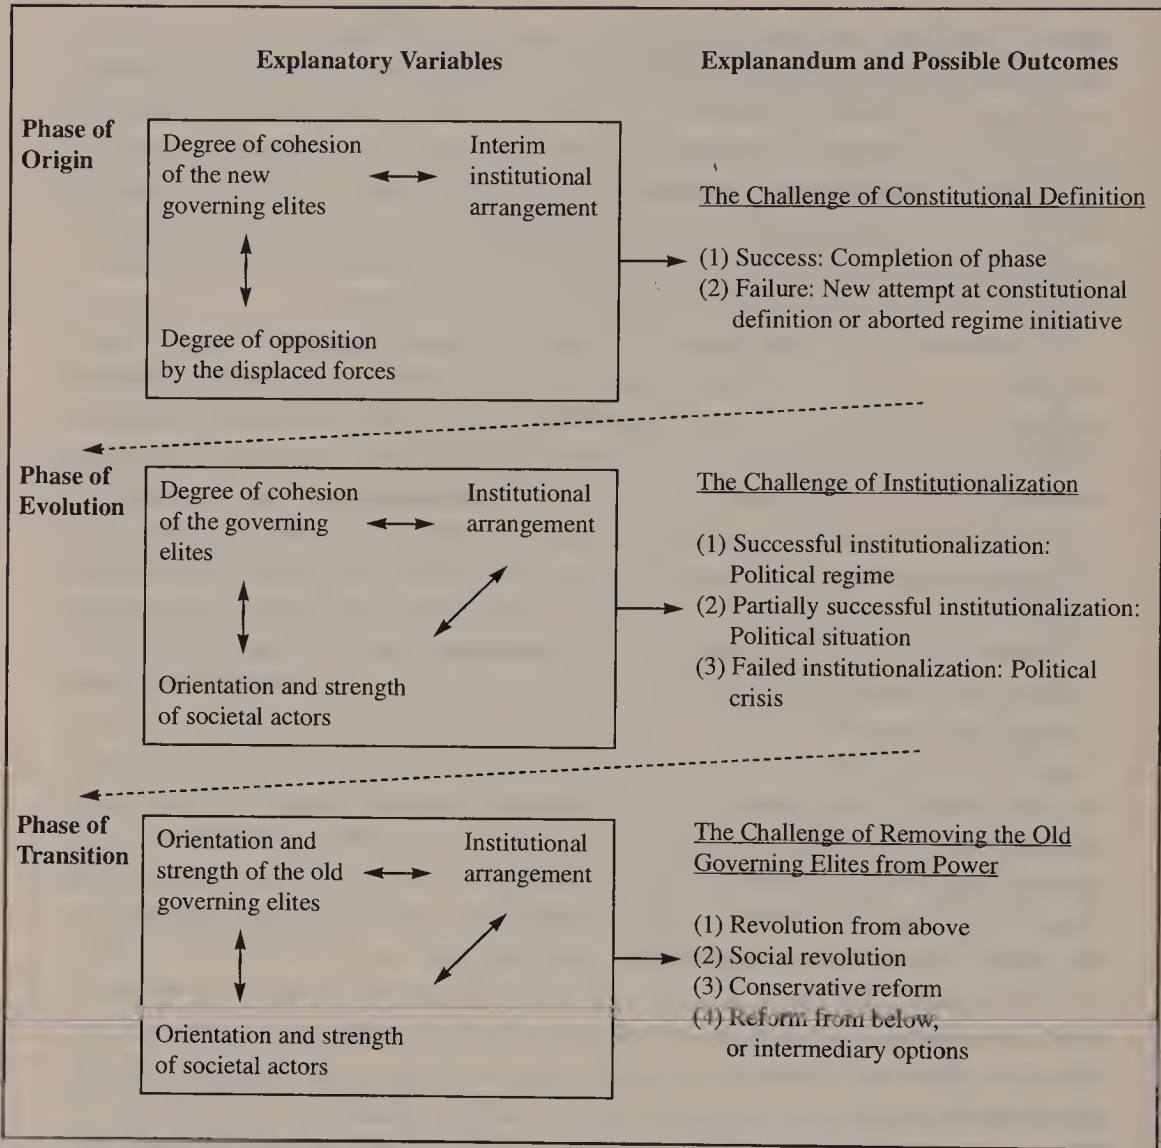 Explanatory Variables
Explanandum and Possible Outcomes
Phase of
Origin
Degree of cohesion
of the new
governing elites
Interim
institutional
arrangement
Degree of opposition
by the displaced forces
The Challenge of Constitutional Definition
(1) Success: Completion of phase
(2) Failure: New attempt at constitutional
definition or aborted regime initiative
Phase of
Evolution
Degree of cohesion
of the governing
elites
Institutional
arrangement
Orientation and strength
of societal actors
The Challenge of Institutionalization
(1) Successful institutionalization:
Political regime
(2) Partially successful institutionalization:
Political situation
(3) Failed institutionalization: Political
crisis
Phase of
Transition
Orientation and
strength of the old
governing elites
Institutional
arrangement
Orientation and strength
of societal actors
The Challenge of Removing the Old
Governing Elites from Power
(1) Revolution from above
(2) Social revolution
(3) Conservative reform
(4) Reform from below,
or intermediary options